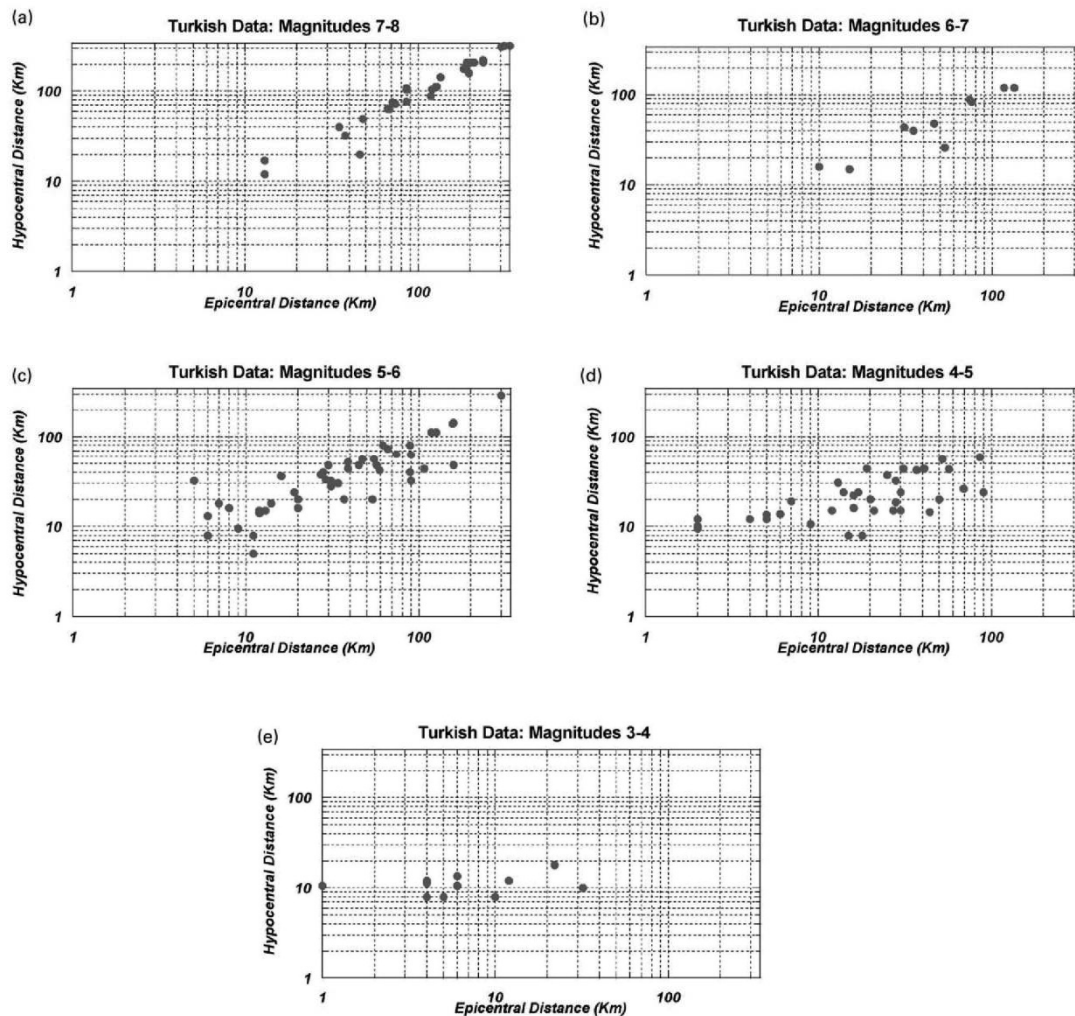 (a)
Turkish Data: Magnitudes 7-8
Hypocentral Distance (Km)
100
10
1
1
10
100
Epicentral Distance (Km)
(b)
Turkish Data: Magnitudes 6-7
Hypocentral Distance (Km)
100
10
1
1
10
100
Epicentral Distance (Km)
(c)
Turkish Data: Magnitudes 5-6
Hypocentral Distance (Km)
100
10
1
1
10
100
Epicentral Distance (Km)
(d)
Turkish Data: Magnitudes 4-5
Hypocentral Distance (Km)
100
10
1
1
10
100
Epicentral Distance (Km)
(e)
Turkish Data: Magnitudes 3-4
Hypocentral Distance (Km)
100
10
1
1
10
100
Epicentral Distance (Km)